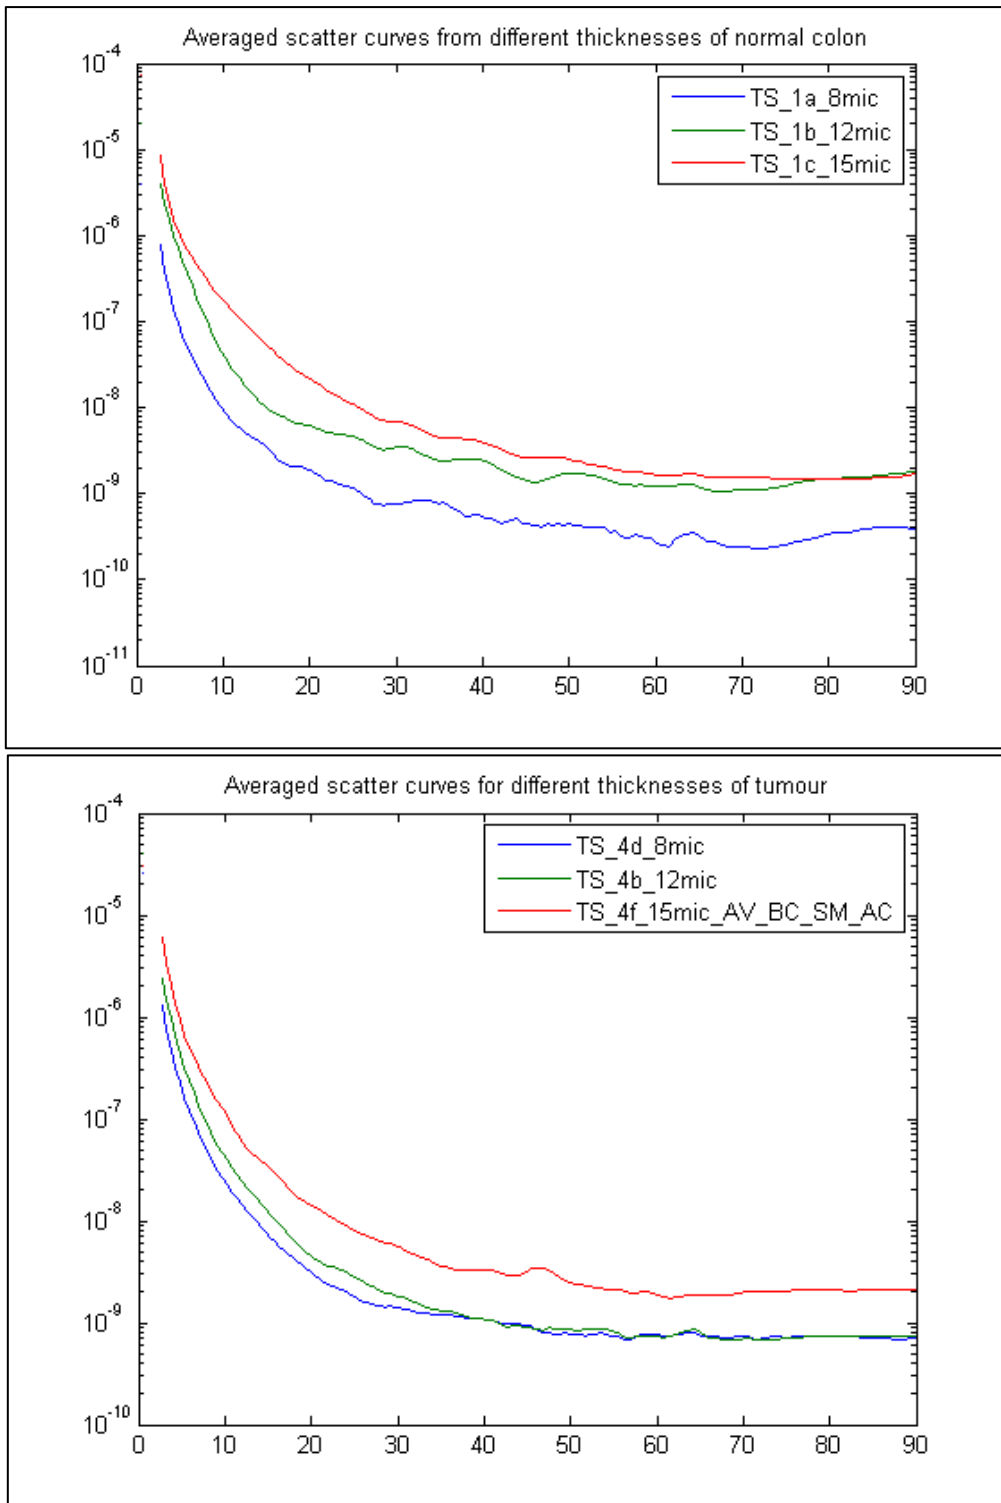 Averaged scatter curves from different thicknesses of normal colon
10^-4
10^-5
10^-6
10^-7
10^-8
10^-9
10^-10
10^-11
TS_1a_8mic
TS_1b_12mic
TS_1c_15mic
0 10 20 30 40 50 60 70 80 90
Averaged scatter curves for different thicknesses of tumour
10^-4
10^-5
10^-6
10^-7
10^-8
10^-9
10^-10
TS_4d_8mic
TS_4b_12mic
TS_4f_15mic_AV_BC_SM_AC
0 10 20 30 40 50 60 70 80 90